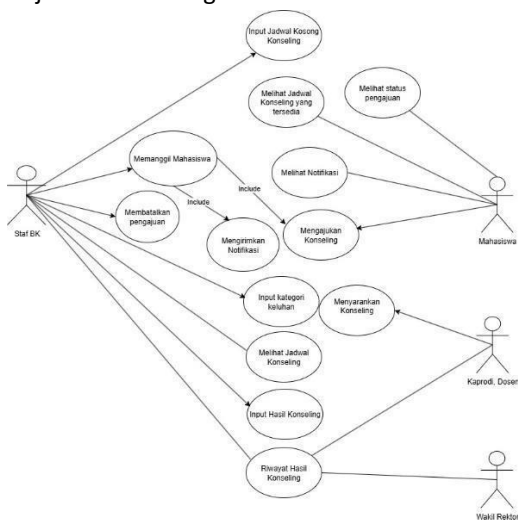 Input Jadwal Kosong
Konseling
Melihat Jadwal
Konseling yang
tersedia
Melihat status
pengajuan
Memanggil Mahasiswa
Include
Include
Melihat Notifikasi
Staf BK
Membatalkan
pengajuan
Mengirimkan
Notifikasi
Mengajukan
Konseling
Mahasiswa
Input kategori
keluhan
Menyarankan
Konseling
Melihat Jadwal
Konseling
Kaprodi, Dosen
Input Hasil Konseling
Riwayat Hasil
Konseling
Wakil Rektor